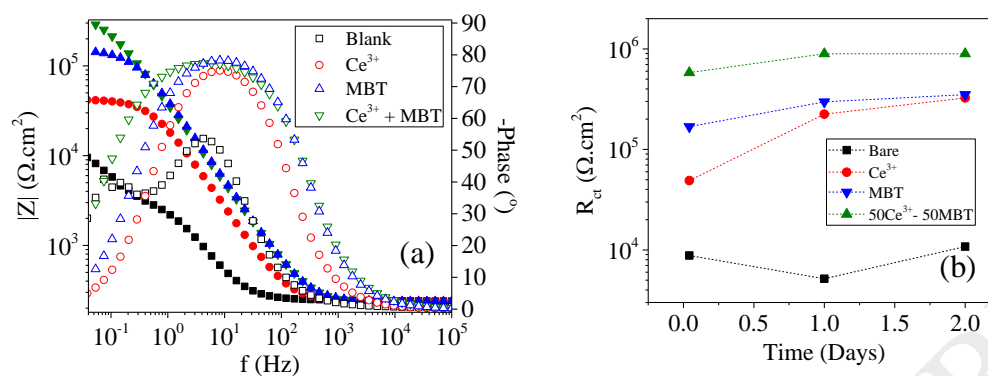 10⁵
10⁴
10³
|Z| (Ω.cm²)
10⁻¹ 10⁰ 10¹ 10² 10³ 10⁴ 10⁵
f (Hz)
90
80
70
60
50
40
30
20
10
0
-Phase (°)
Blank
Ce³⁺
MBT
Ce³⁺ + MBT
(a)
10⁶
10⁵
10⁴
R_ct (Ω.cm²)
0.0 0.5 1.0 1.5 2.0
Time (Days)
Bare
Ce³⁺
MBT
50Ce³⁺- 50MBT
(b)